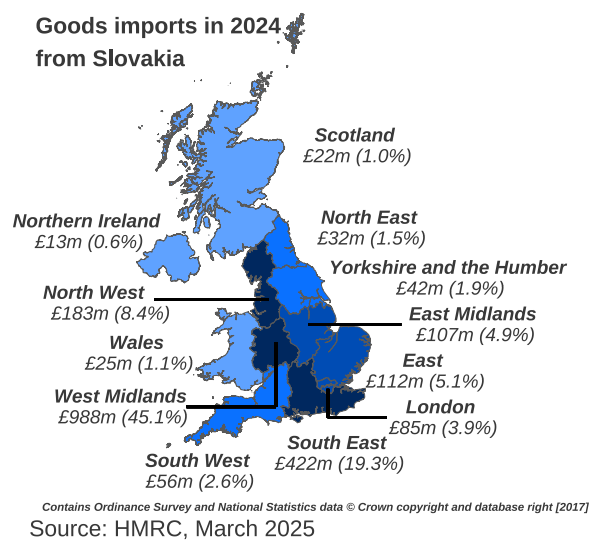 Goods imports in 2024
from Slovakia
Scotland
£22m (1.0%)
Northern Ireland
£13m (0.6%)
North East
£32m (1.5%)
Yorkshire and the Humber
£42m (1.9%)
North West
£183m (8.4%)
East Midlands
£107m (4.9%)
Wales
£25m (1.1%)
East
£112m (5.1%)
West Midlands
£988m (45.1%)
London
£85m (3.9%)
South East
£422m (19.3%)
South West
£56m (2.6%)
Contains Ordinance Survey and National Statistics data © Crown copyright and database right [2017]
Source: HMRC, March 2025